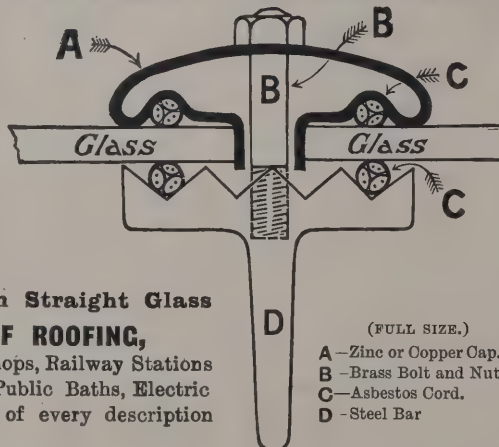 A
B
B
C
Glass
Glass
C
D
n Straight Glass
F ROOFING,
ops, Railway Stations
Public Baths, Electric
of every description
(FULL SIZE.)
A—Zinc or Copper Cap.
B -Brass Bolt and Nut
C—Asbestos Cord.
D -Steel Bar